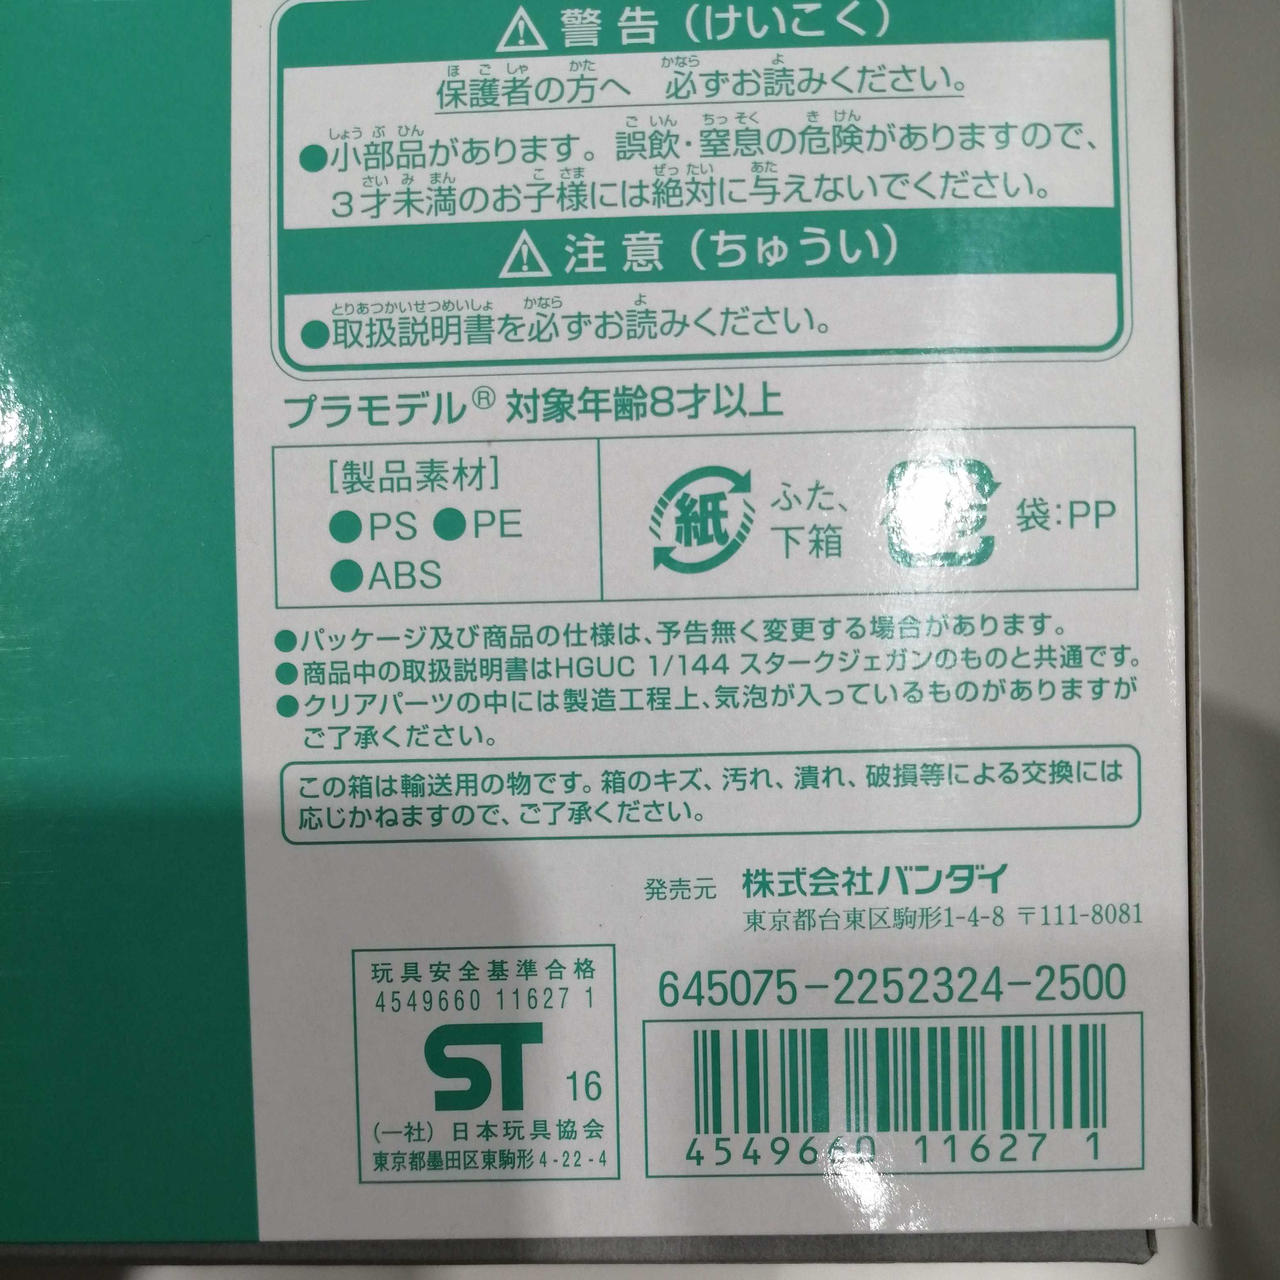 警告(けいこく)
保護者の方へ 必ずお読みください。
●小部品があります。誤飲・窒息の危険がありますので、
3才未満のお子様には絶対に与えないでください。
注意(ちゅうい)
●取扱説明書を必ずお読みください。
プラモデル® 対象年齢8才以上
[製品素材]
●PS ●PE
●ABS
紙 ふた、
下箱
袋:PP
●パッケージ及び商品の仕様は、予告無く変更する場合があります。
●商品中の取扱説明書はHGUC 1/144 スタークジェガンのものと共通です。
●クリアパーツの中には製造工程上、気泡が入っているものがありますが
ご了承ください。
この箱は輸送用の物です。箱のキズ、汚れ、潰れ、破損等による交換には
応じかねますので、ご了承ください。
発売元 株式会社バンダイ
東京都台東区駒形1-4-8 〒111-8081
玩具安全基準合格
4549660 11627 1
ST 16
(一社) 日本玩具協会
東京都墨田区東駒形4-22-4
645075-2252324-2500
4549660 11627 1